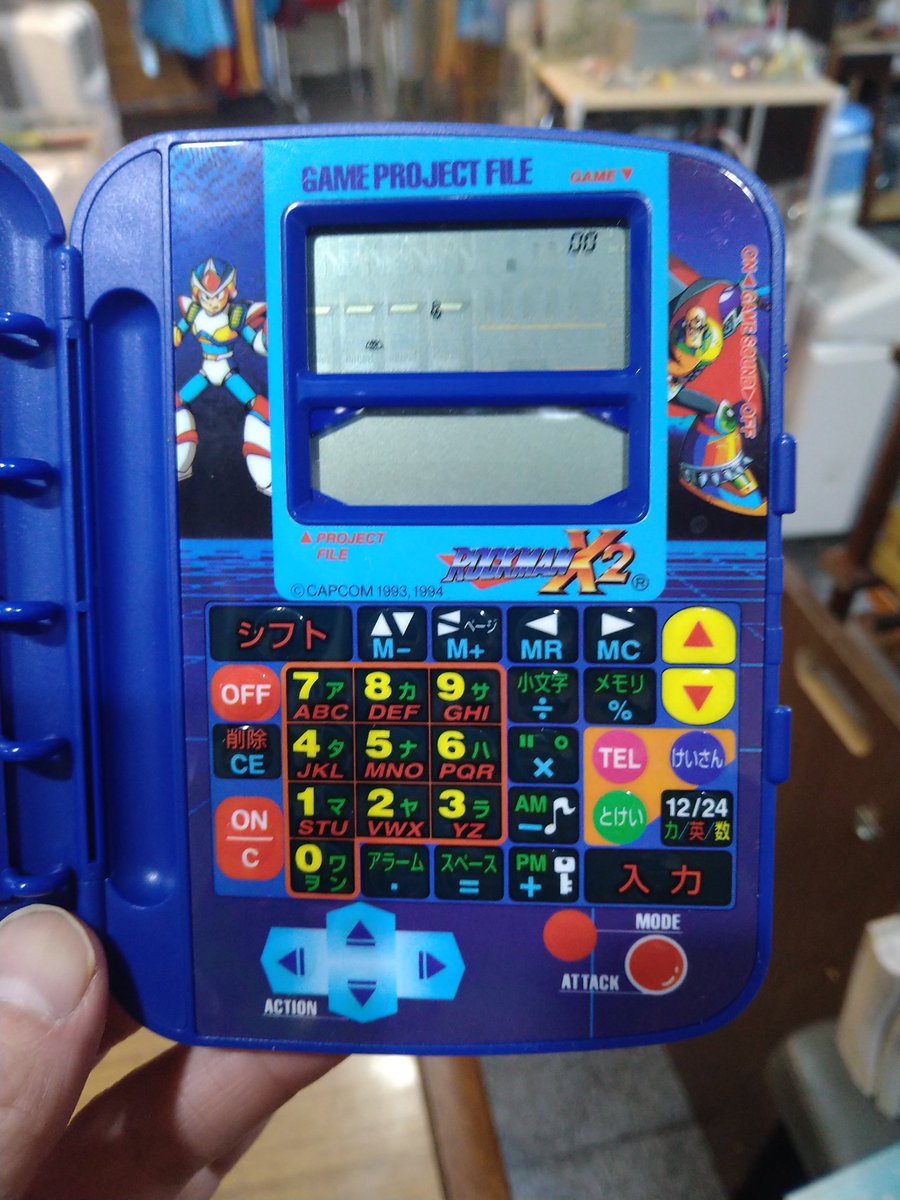 GAME PROJECT FILE
GAME▼
00
ON◁GAME SOUND▷OFF
▲PROJECT
FILE
ROCKMAN X2®
©CAPCOM 1993, 1994
シフト
▲▼
M-
ページ
M+
◀
MR
▶
MC
▲
OFF
7 ア
ABC
8 カ
DEF
9 サ
GHI
小文字
÷
メモリ
%
▼
削除
CE
4 タ
JKL
5 ナ
MNO
6 ハ
PQR
" °
×
TEL
けいさん
ON
C
1 マ
STU
2 ヤ
VWX
3 ラ
YZ
AM
− ♪
とけい
12/24
カ/英/数
0 ワ
ヲ ン
アラーム
・
スペース
=
PM
+
入力
ACTION
ATTACK
MODE